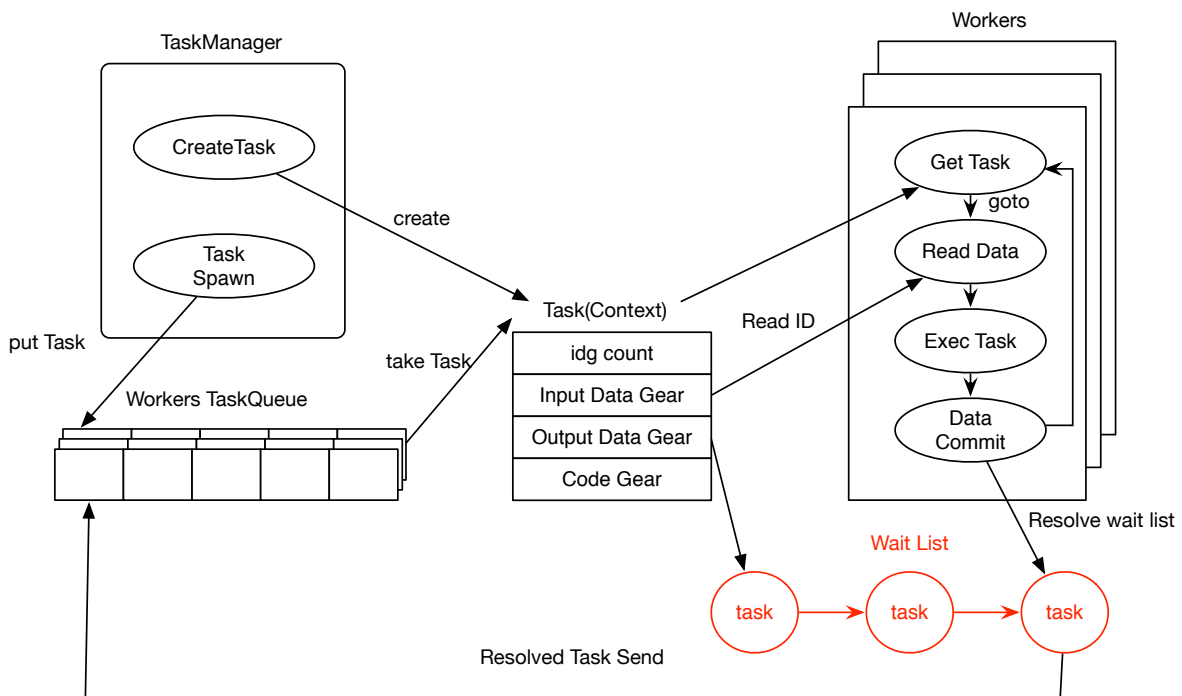 Workers
TaskManager
CreateTask
Get Task
goto
create
Task
Spawn
Read Data
Task(Context)
Read ID
put Task
idg count
Exec Task
take Task
Workers TaskQueue
Input Data Gear
Data
Commit
Output Data Gear
Code Gear
Resolve wait list
Wait List
task
task
task
Resolved Task Send